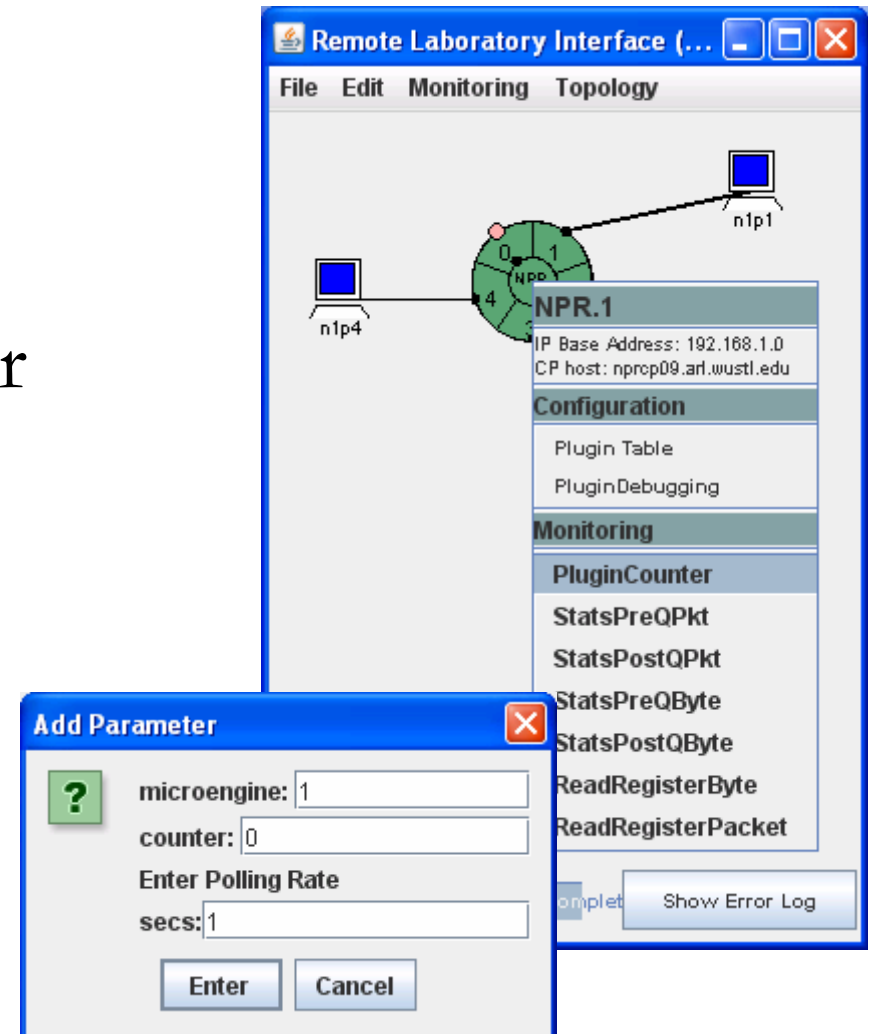 Remote Laboratory Interface (...
File Edit Monitoring Topology
n1p1
0 1
NPR
4
n1p4
r
NPR.1
IP Base Address: 192.168.1.0
CP host: nprcp09.arl.wustl.edu
Configuration
Plugin Table
PluginDebugging
Monitoring
PluginCounter
StatsPreQPkt
StatsPostQPkt
StatsPreQByte
StatsPostQByte
ReadRegisterByte
ReadRegisterPacket
omplet
Show Error Log
Add Parameter
?
microengine: 1
counter: 0
Enter Polling Rate
secs: 1
Enter Cancel